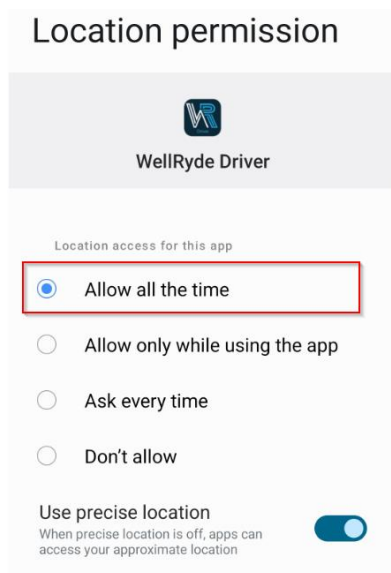 Location permission
WellRyde Driver
Location access for this app
Allow all the time
Allow only while using the app
Ask every time
Don't allow
Use precise location
When precise location is off, apps can
access your approximate location